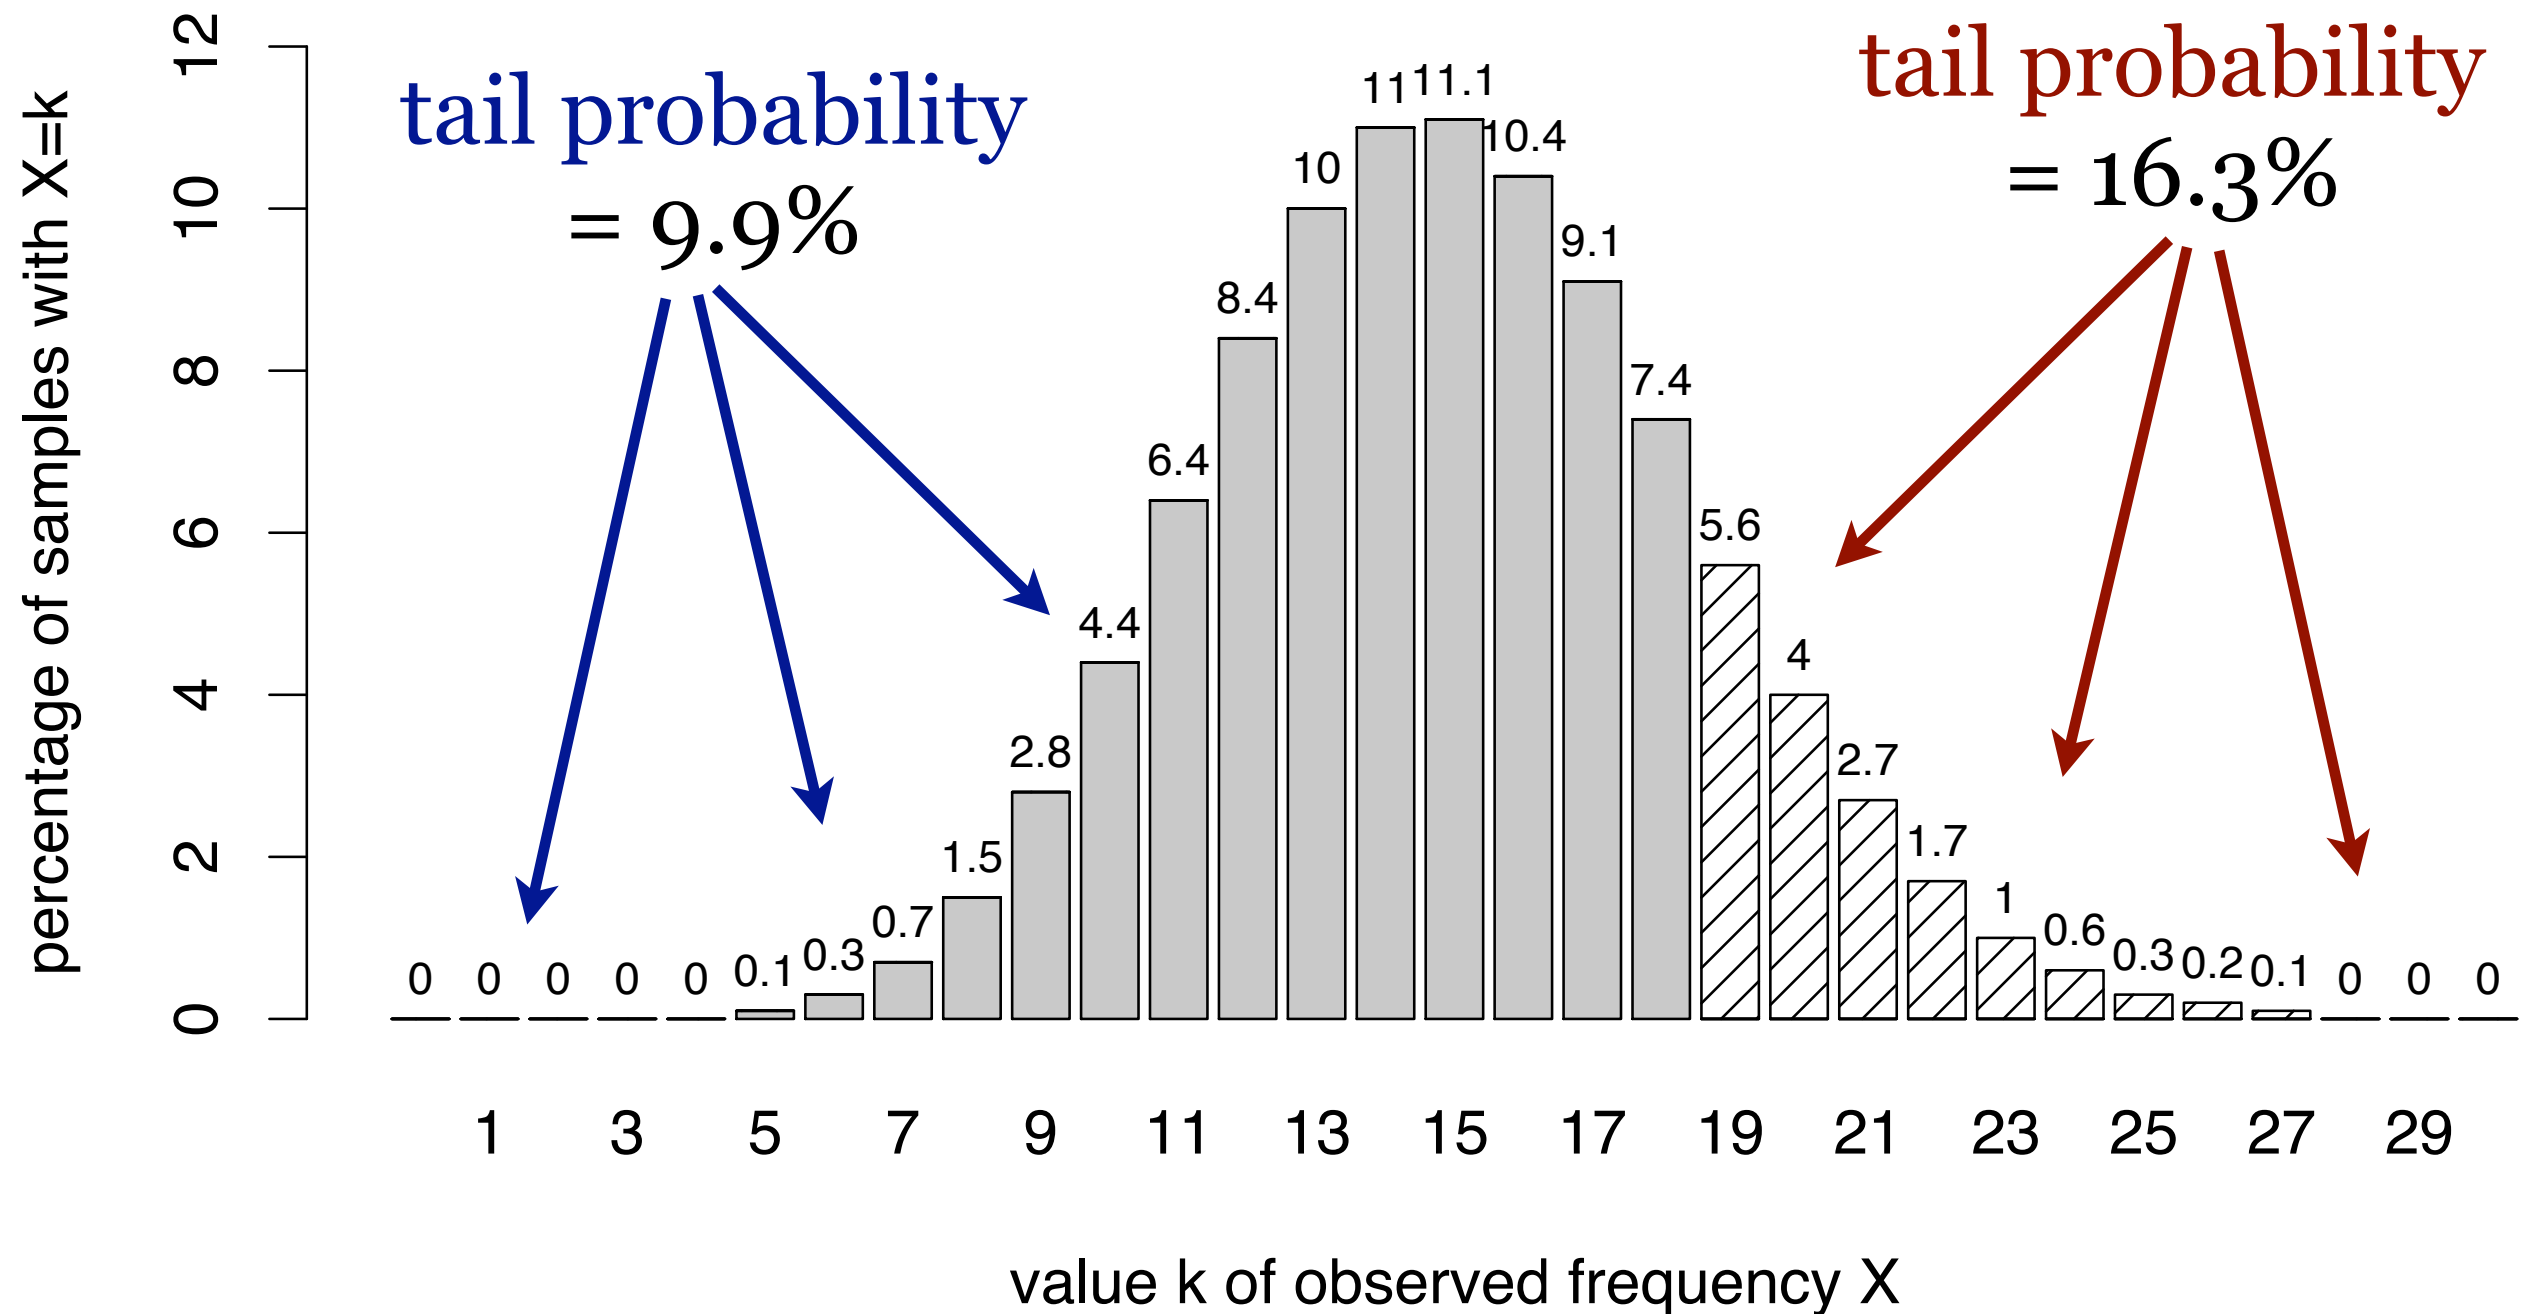 tail probability
= 9.9%
tail probability
= 16.3%
percentage of samples with X=k
12
10
8
6
4
2
0
0 0 0 0 0 0.1 0.3 0.7 1.5 2.8 4.4 6.4 8.4 10 11 11.1 10.4 9.1 7.4 5.6 4 2.7 1.7 1 0.6 0.3 0.2 0.1 0 0 0
1 3 5 7 9 11 13 15 17 19 21 23 25 27 29
value k of observed frequency X